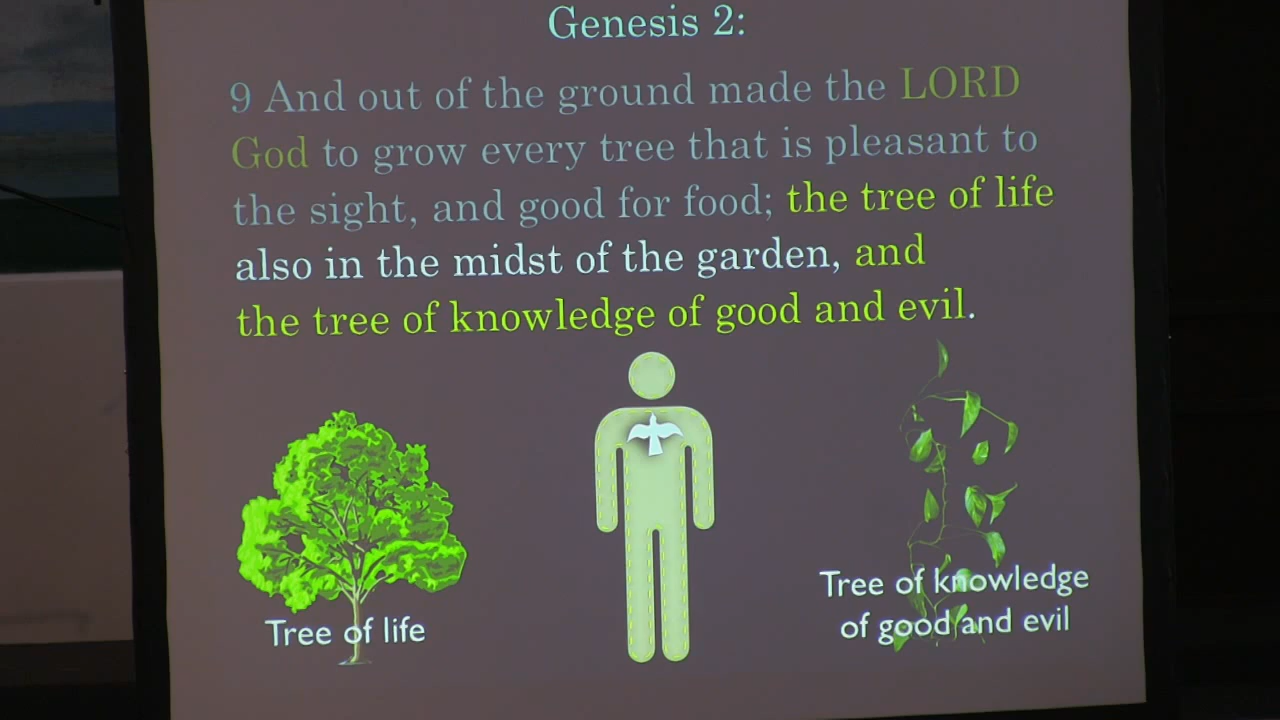 Genesis 2:
9 And out of the ground made the LORD
God to grow every tree that is pleasant to
the sight, and good for food; the tree of life
also in the midst of the garden, and
the tree of knowledge of good and evil.
Tree of life
Tree of knowledge
of good and evil